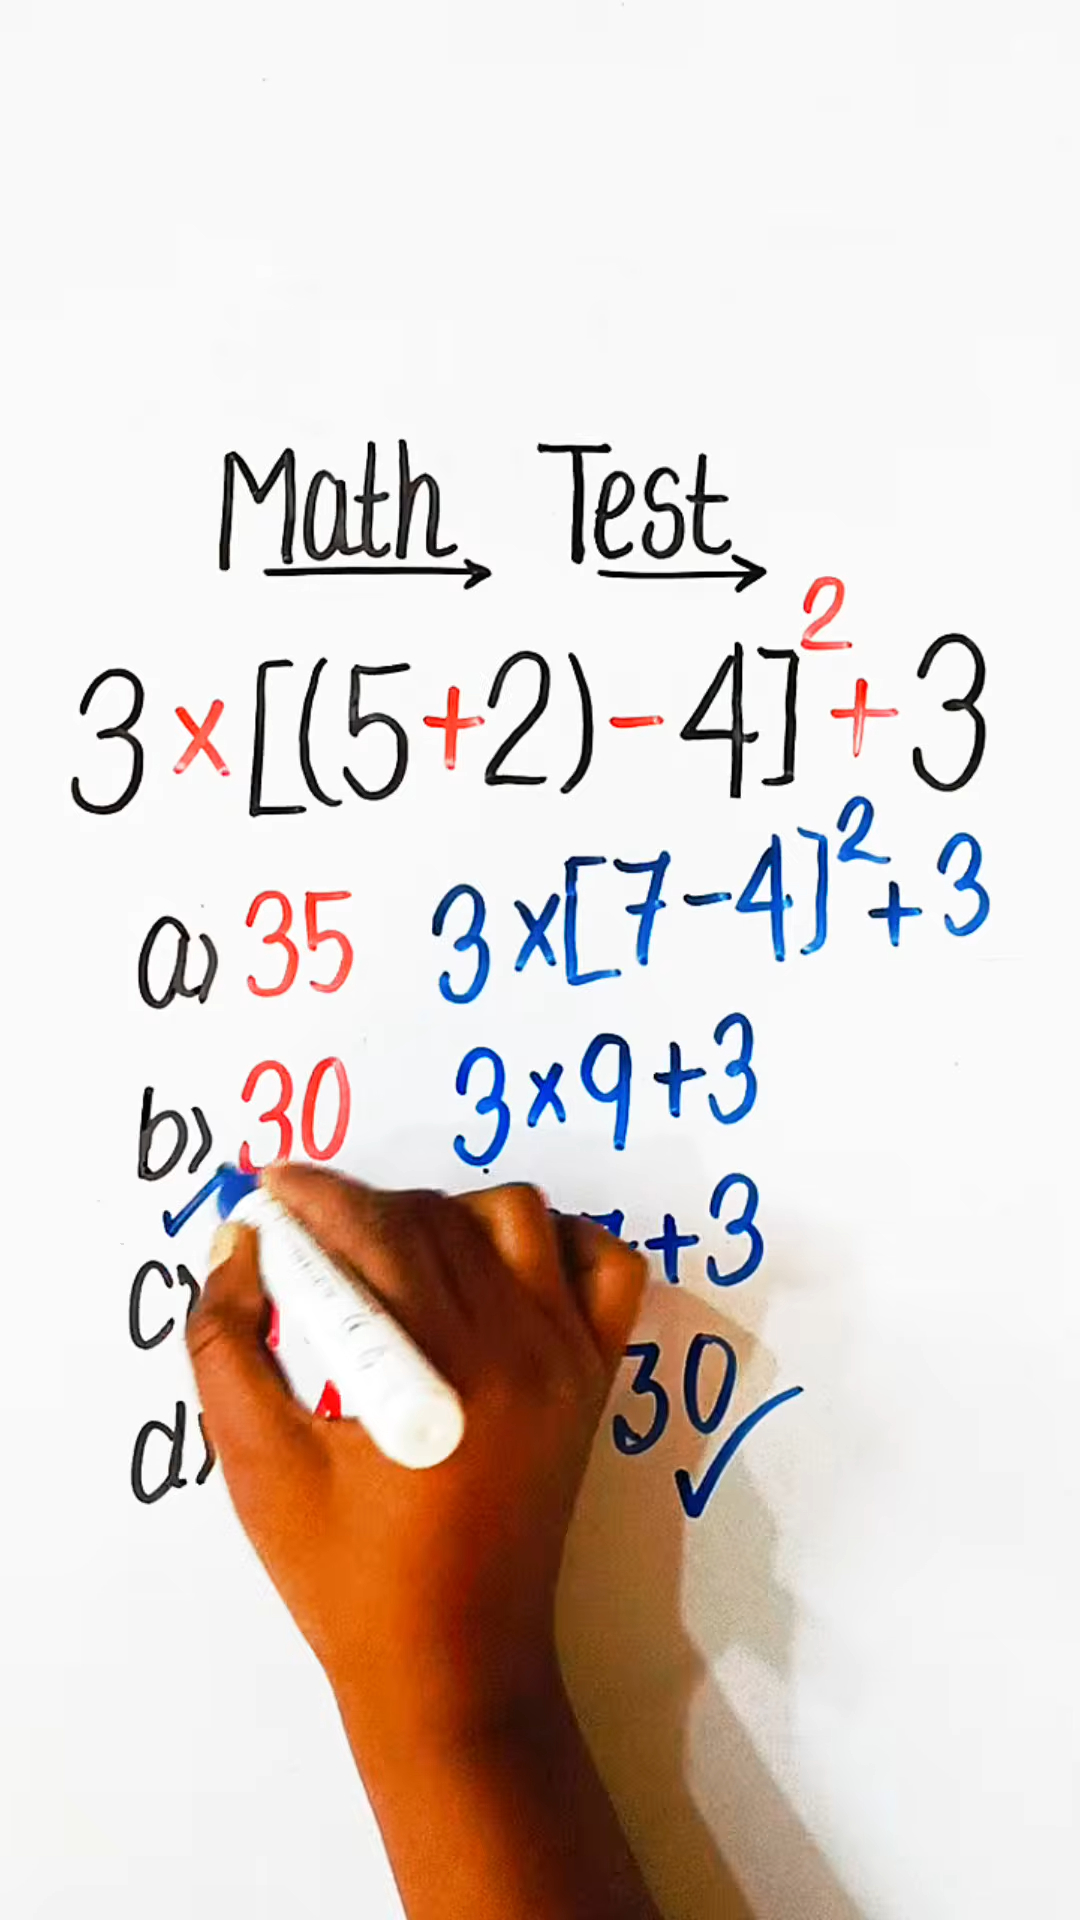 Math Test
3 × [(5+2) - 4]² + 3
a) 35 3 × [7 - 4]² + 3
b) 30 3 × 9 + 3
c) + 3
d) 30